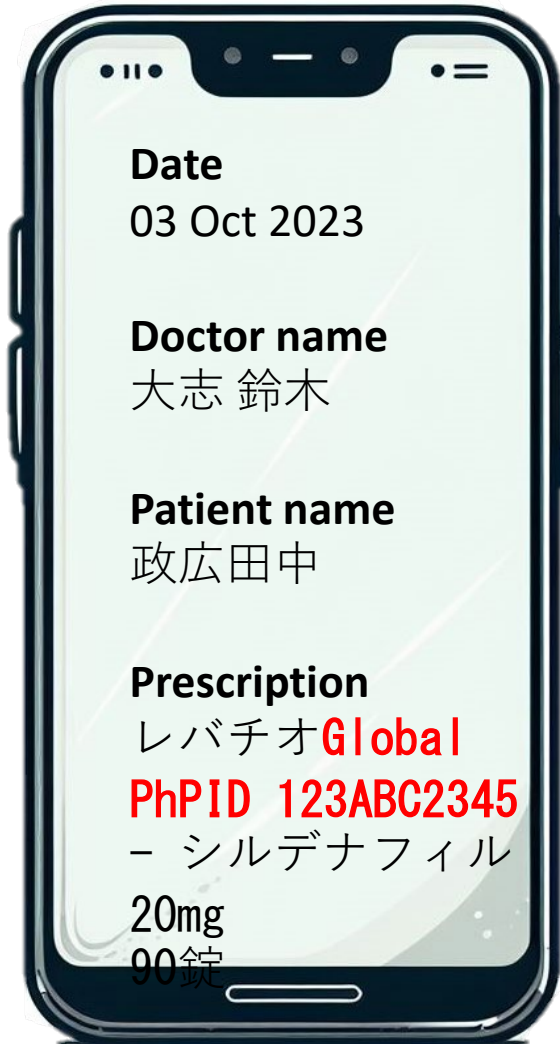 Date
03 Oct 2023
Doctor name
大志 鈴木
Patient name
政広田中
Prescription
レバチオGlobal
PhPID 123ABC2345
– シルデナフィル
20mg
90錠